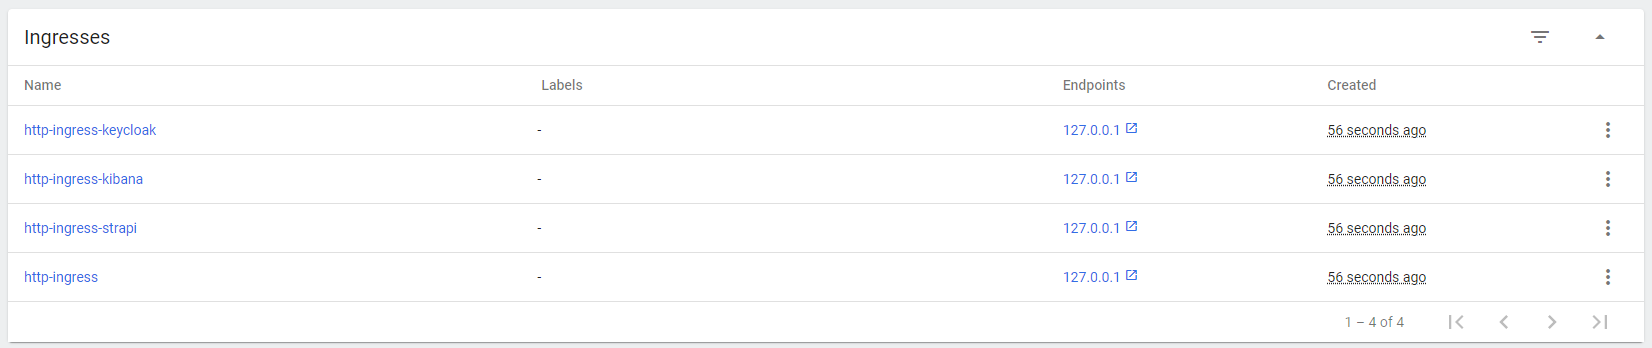 Ingresses
Name Labels Endpoints Created
http-ingress-keycloak - 127.0.0.1 56 seconds ago
http-ingress-kibana - 127.0.0.1 56 seconds ago
http-ingress-strapi - 127.0.0.1 56 seconds ago
http-ingress - 127.0.0.1 56 seconds ago
1 – 4 of 4